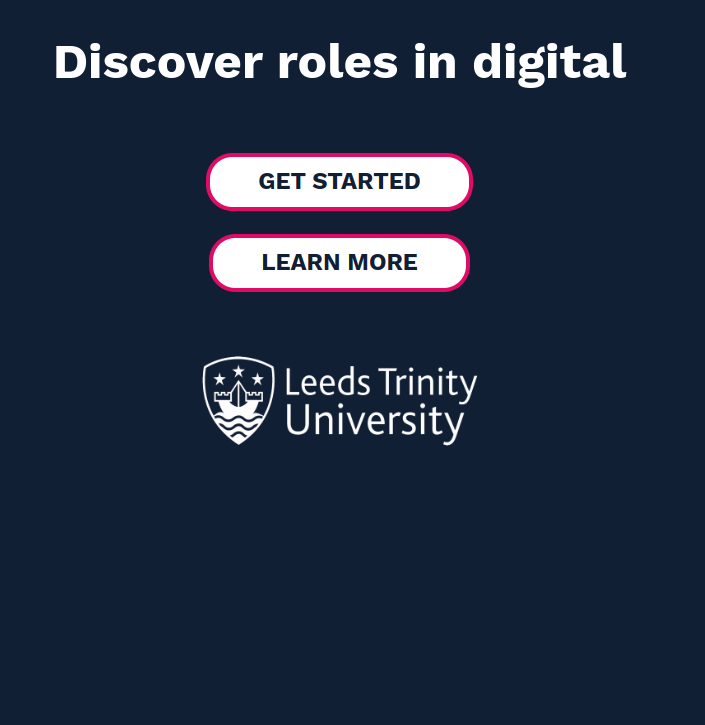 Discover roles in digital
GET STARTED
LEARN MORE
Leeds Trinity
University